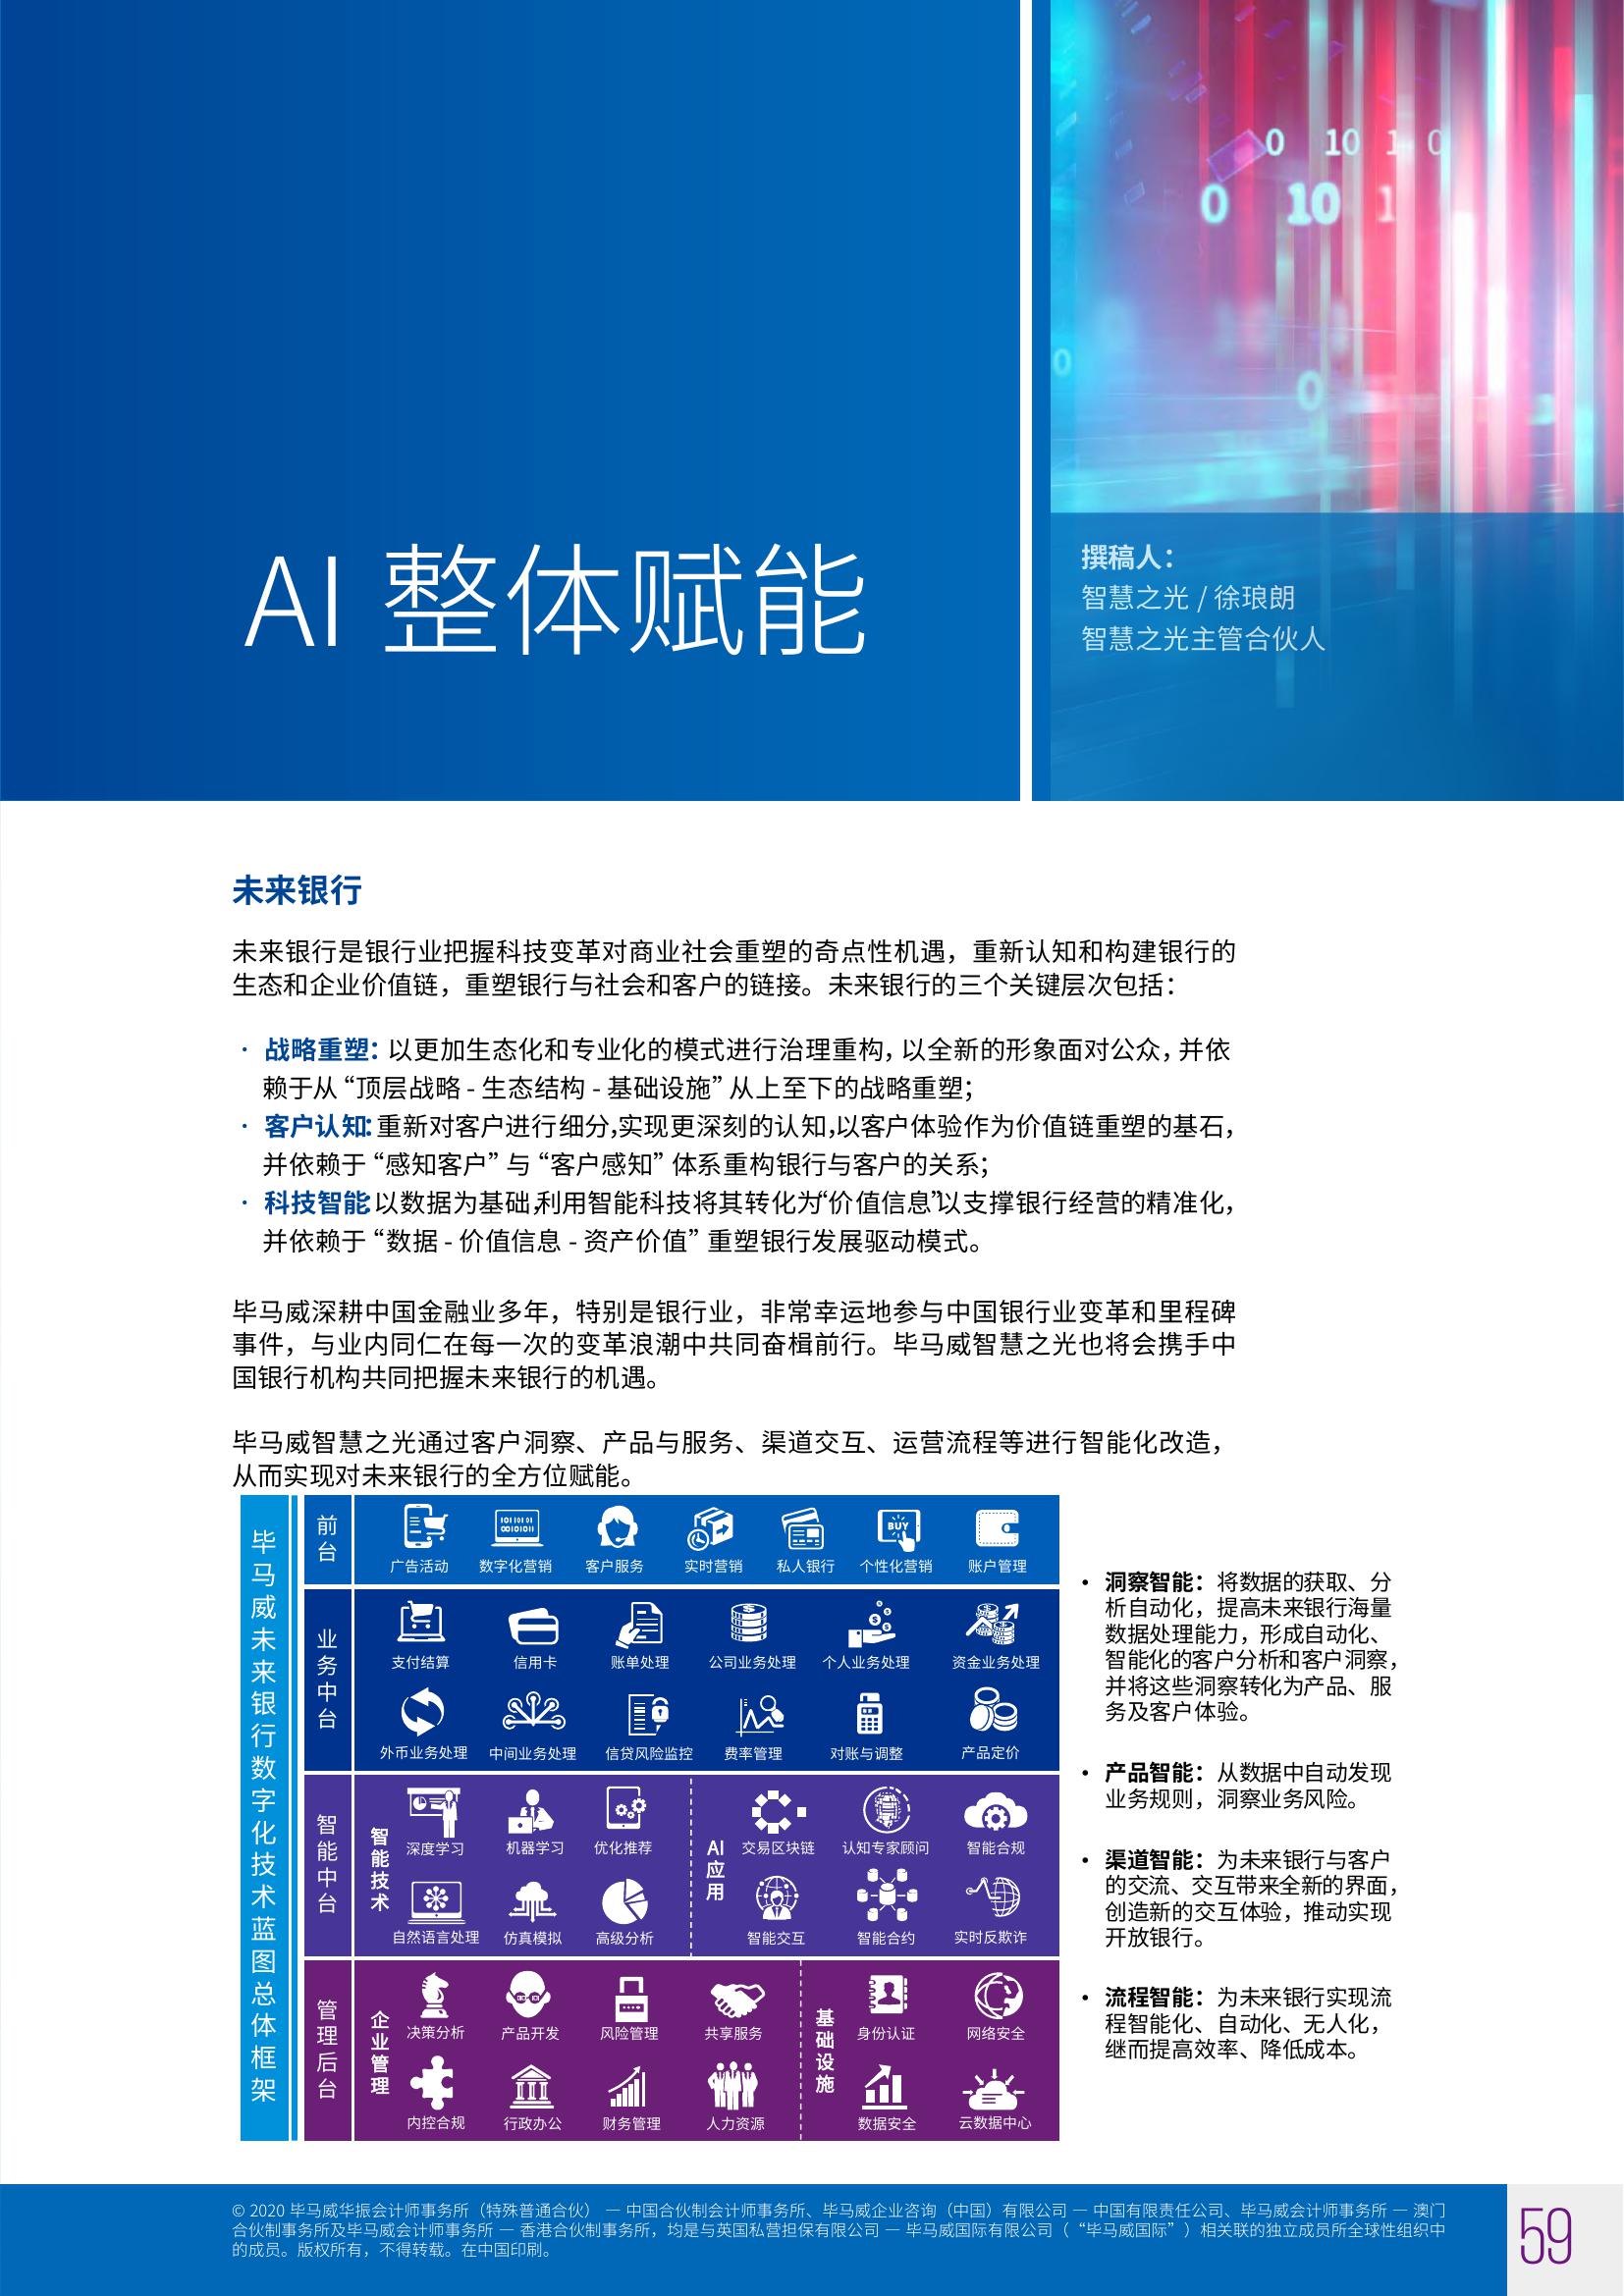 0 10 1 0
0 10 1
0
0
AI 整体赋能
撰稿人：
智慧之光 / 徐琅朗
智慧之光主管合伙人
未来银行
未来银行是银行业把握科技变革对商业社会重塑的奇点性机遇，重新认知和构建银行的
生态和企业价值链，重塑银行与社会和客户的链接。未来银行的三个关键层次包括：
· 战略重塑：以更加生态化和专业化的模式进行治理重构，以全新的形象面对公众，并依
赖于从 “顶层战略 - 生态结构 - 基础设施” 从上至下的战略重塑；
· 客户认知：重新对客户进行细分，实现更深刻的认知，以客户体验作为价值链重塑的基石，
并依赖于 “感知客户” 与 “客户感知” 体系重构银行与客户的关系；
· 科技智能：以数据为基础，利用智能科技将其转化为“价值信息”以支撑银行经营的精准化，
并依赖于 “数据 - 价值信息 - 资产价值” 重塑银行发展驱动模式。
毕马威深耕中国金融业多年，特别是银行业，非常幸运地参与中国银行业变革和里程碑
事件，与业内同仁在每一次的变革浪潮中共同奋楫前行。毕马威智慧之光也将会携手中
国银行机构共同把握未来银行的机遇。
毕马威智慧之光通过客户洞察、产品与服务、渠道交互、运营流程等进行智能化改造，
从而实现对未来银行的全方位赋能。
毕马威未来银行数字化技术蓝图总体框架
前台
BUY
广告活动 数字化营销 客户服务 实时营销 私人银行 个性化营销 账户管理
业务中台
支付结算 信用卡 账单处理 公司业务处理 个人业务处理 资金业务处理
外币业务处理 中间业务处理 信贷风险监控 费率管理 对账与调整 产品定价
智能中台
智能技术
深度学习 机器学习 优化推荐
自然语言处理 仿真模拟 高级分析
AI应用
交易区块链 认知专家顾问 智能合规
智能交互 智能合约 实时反欺诈
管理后台
企业管理
决策分析 产品开发 风险管理 共享服务
内控合规 行政办公 财务管理 人力资源
基础设施
身份认证 网络安全
数据安全 云数据中心
• 洞察智能：将数据的获取、分
析自动化，提高未来银行海量
数据处理能力，形成自动化、
智能化的客户分析和客户洞察，
并将这些洞察转化为产品、服
务及客户体验。
• 产品智能：从数据中自动发现
业务规则，洞察业务风险。
• 渠道智能：为未来银行与客户
的交流、交互带来全新的界面，
创造新的交互体验，推动实现
开放银行。
• 流程智能：为未来银行实现流
程智能化、自动化、无人化，
继而提高效率、降低成本。
© 2020 毕马威华振会计师事务所（特殊普通合伙） — 中国合伙制会计师事务所、毕马威企业咨询（中国）有限公司 — 中国有限责任公司、毕马威会计师事务所 — 澳门
合伙制事务所及毕马威会计师事务所 — 香港合伙制事务所，均是与英国私营担保有限公司 — 毕马威国际有限公司（ “毕马威国际” ）相关联的独立成员所全球性组织中
的成员。版权所有，不得转载。在中国印刷。
59